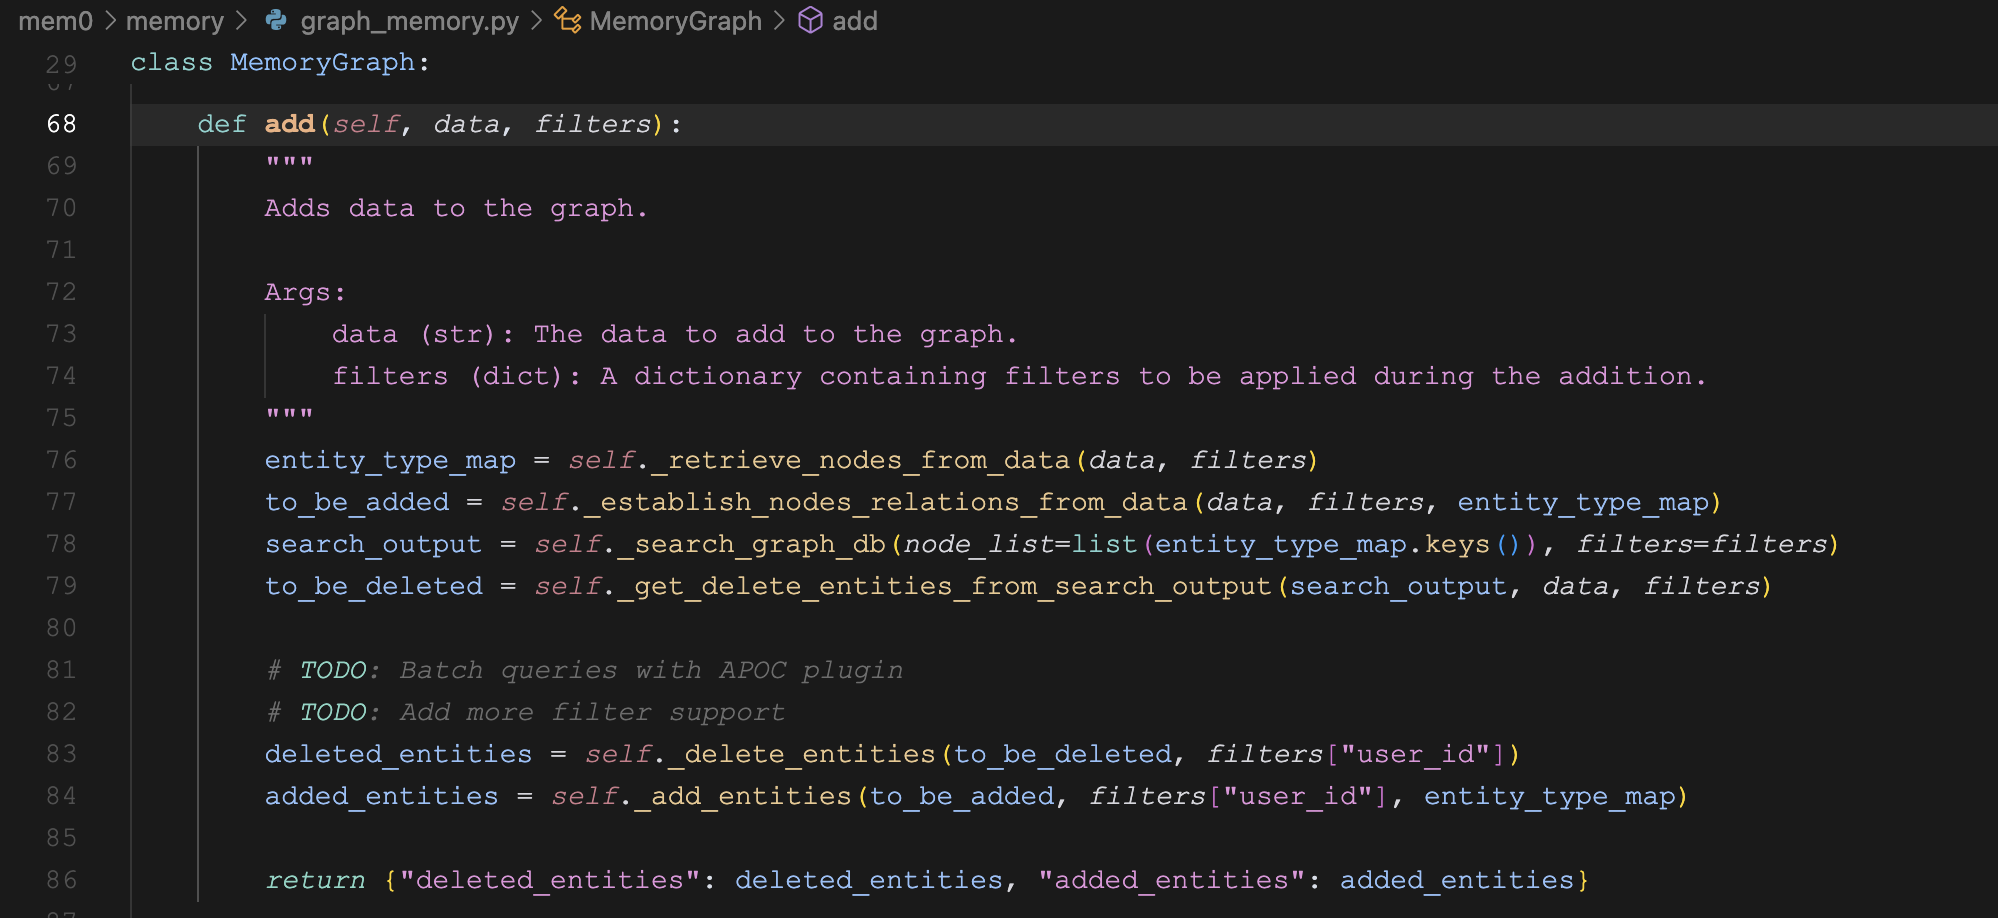 mem0 > memory > graph_memory.py > MemoryGraph > add
29 class MemoryGraph:
67
68 def add(self, data, filters):
69 """
70 Adds data to the graph.
71
72 Args:
73 data (str): The data to add to the graph.
74 filters (dict): A dictionary containing filters to be applied during the addition.
75 """
76 entity_type_map = self._retrieve_nodes_from_data(data, filters)
77 to_be_added = self._establish_nodes_relations_from_data(data, filters, entity_type_map)
78 search_output = self._search_graph_db(node_list=list(entity_type_map.keys()), filters=filters)
79 to_be_deleted = self._get_delete_entities_from_search_output(search_output, data, filters)
80
81 # TODO: Batch queries with APOC plugin
82 # TODO: Add more filter support
83 deleted_entities = self._delete_entities(to_be_deleted, filters["user_id"])
84 added_entities = self._add_entities(to_be_added, filters["user_id"], entity_type_map)
85
86 return {"deleted_entities": deleted_entities, "added_entities": added_entities}
87